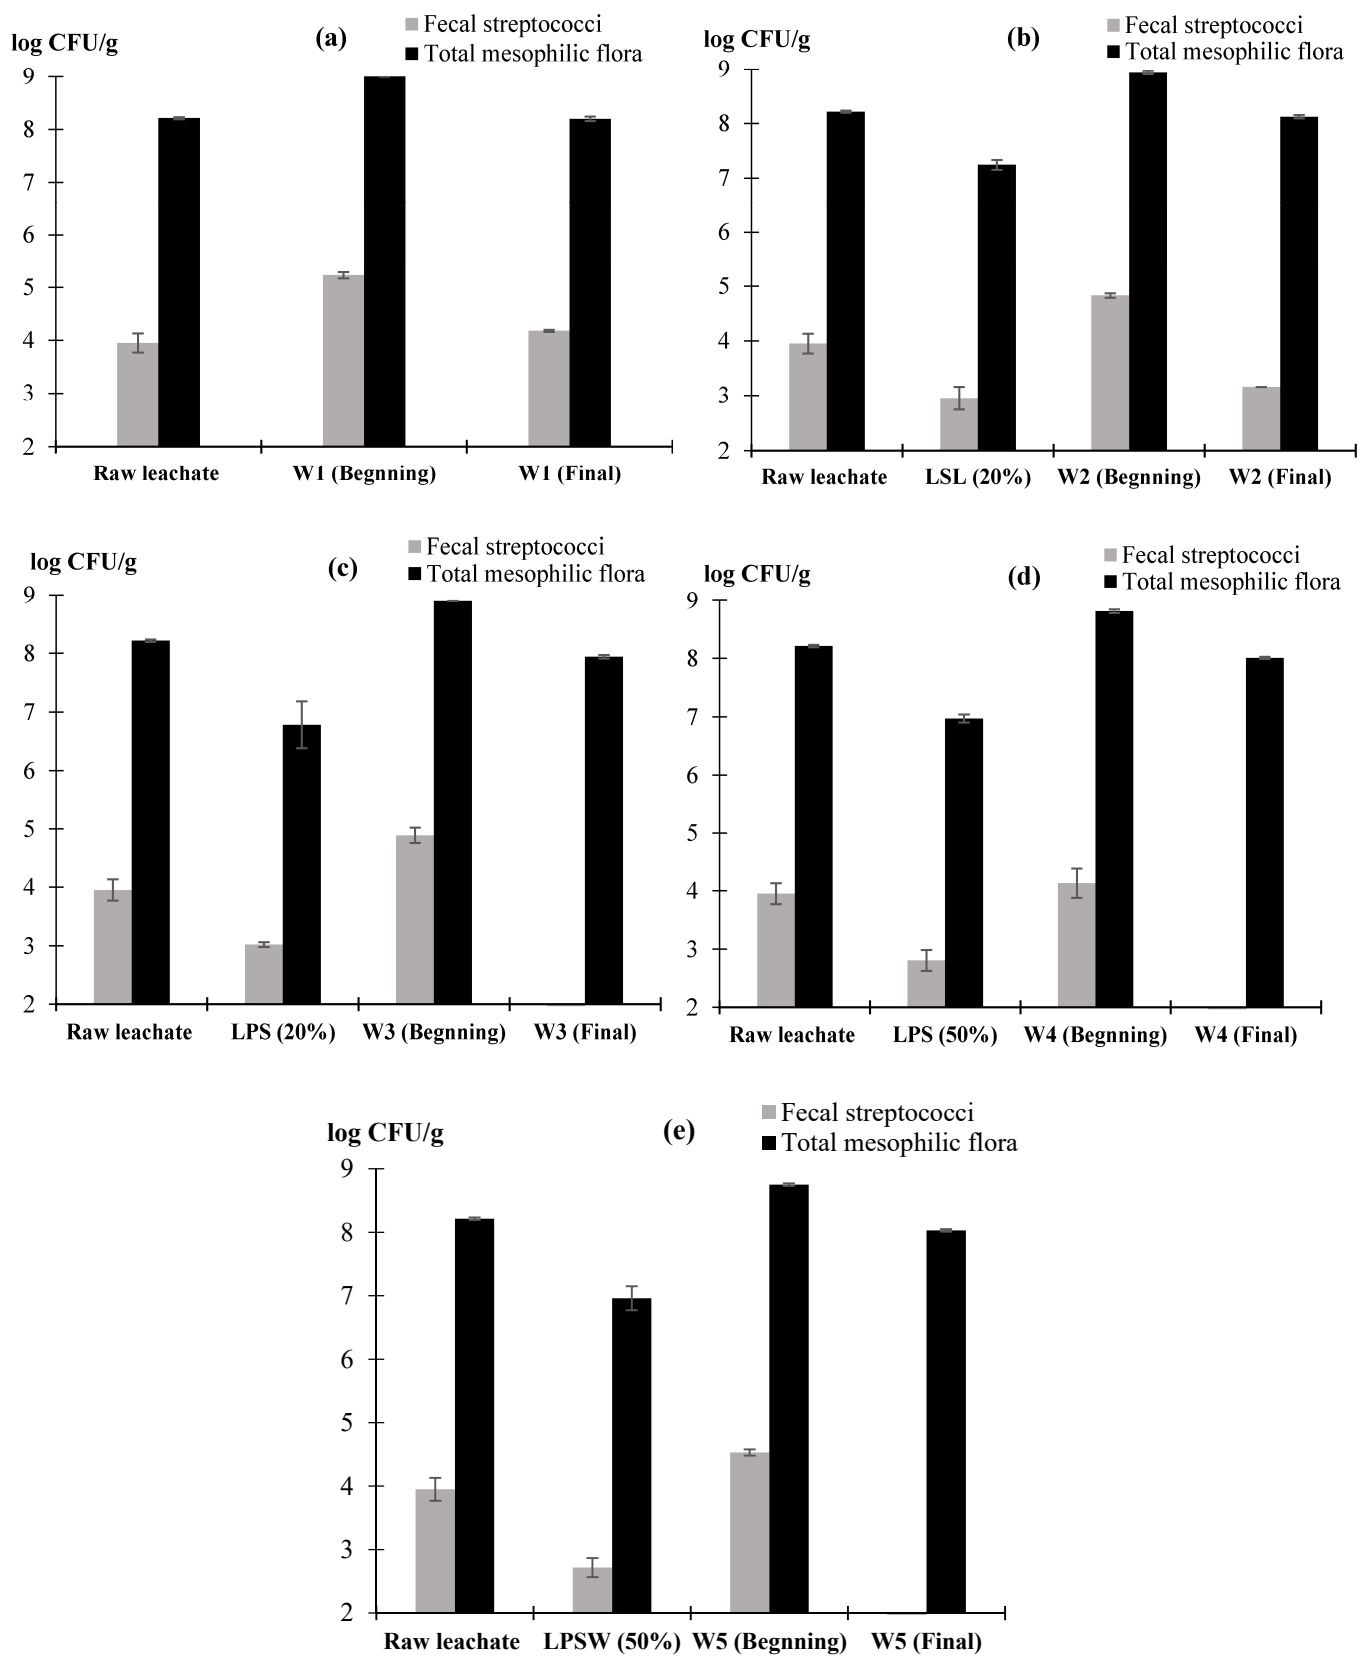 log CFU/g
(a)
Fecal streptococci
Total mesophilic flora
9
8
7
6
5
4
3
2
Raw leachate W1 (Begnning) W1 (Final)
log CFU/g
(b)
Fecal streptococci
Total mesophilic flora
9
8
7
6
5
4
3
2
Raw leachate LSL (20%) W2 (Begnning) W2 (Final)
log CFU/g
(c)
Fecal streptococci
Total mesophilic flora
9
8
7
6
5
4
3
2
Raw leachate LPS (20%) W3 (Begnning) W3 (Final)
log CFU/g
(d)
Fecal streptococci
Total mesophilic flora
9
8
7
6
5
4
3
2
Raw leachate LPS (50%) W4 (Begnning) W4 (Final)
log CFU/g
(e)
Fecal streptococci
Total mesophilic flora
9
8
7
6
5
4
3
2
Raw leachate LPSW (50%) W5 (Begnning) W5 (Final)